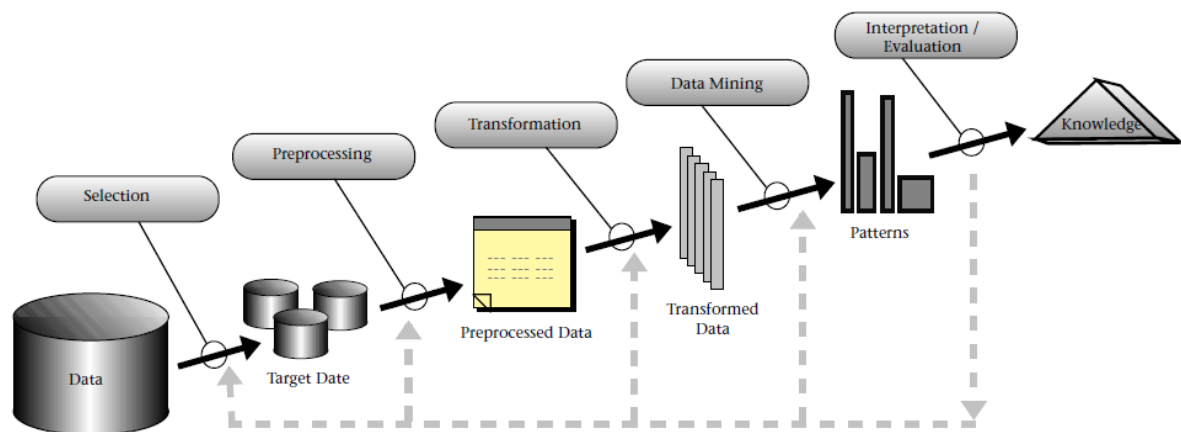 Interpretation /
Evaluation
Data Mining
Transformation
Preprocessing
Selection
Data
Target Date
Preprocessed Data
Transformed
Data
Patterns
Knowledge